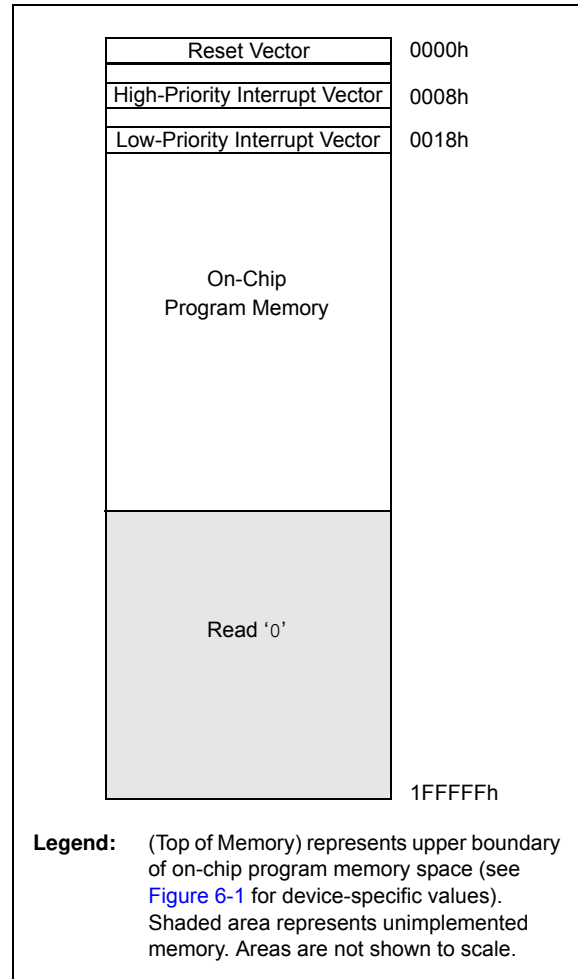 Reset Vector 0000h
High-Priority Interrupt Vector 0008h
Low-Priority Interrupt Vector 0018h
On-Chip
Program Memory
Read ‘0’
1FFFFFh
Legend: (Top of Memory) represents upper boundary
of on-chip program memory space (see
Figure 6-1 for device-specific values).
Shaded area represents unimplemented
memory. Areas are not shown to scale.